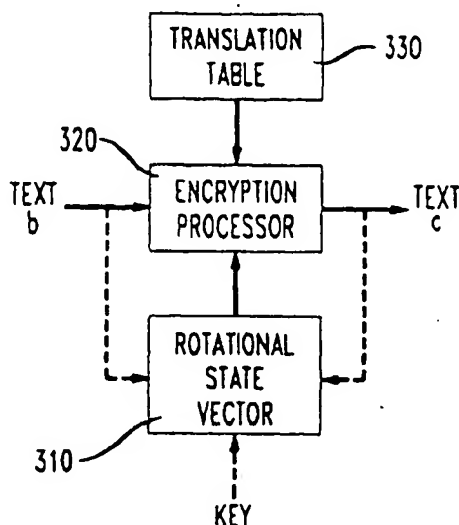 TRANSLATION
TABLE
330
320
TEXT
b
ENCRYPTION
PROCESSOR
TEXT
c
ROTATIONAL
STATE
VECTOR
310
KEY